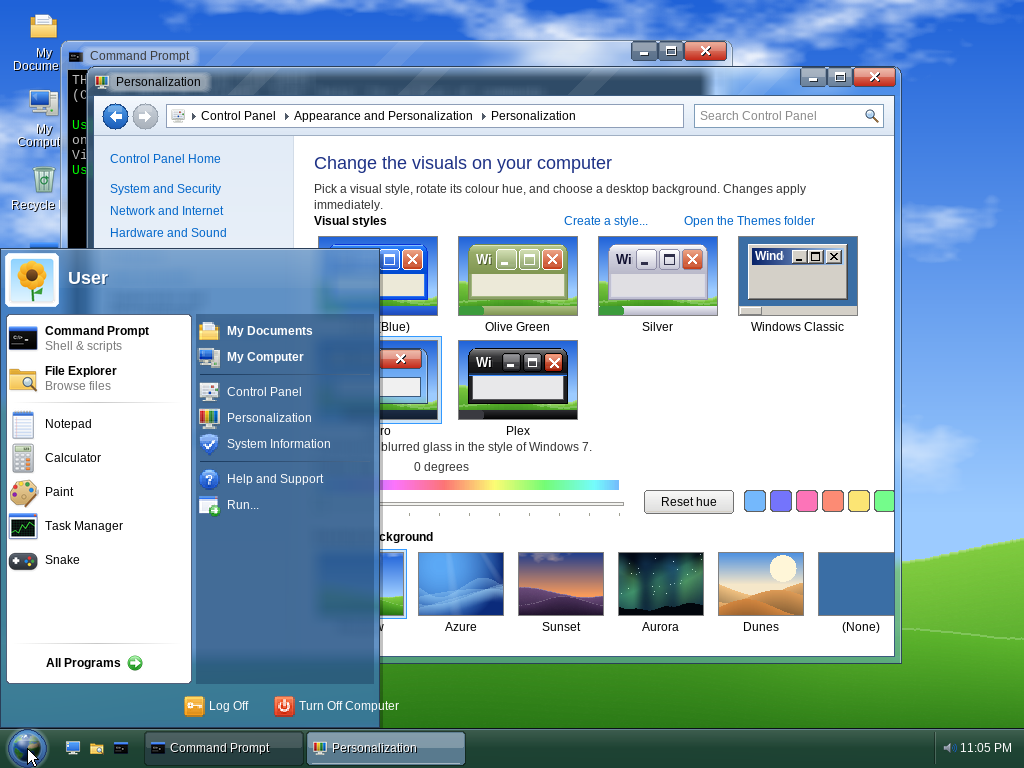 My
Docume
My
Comput
Recycle
Command Prompt
TH
(C
Us
on
Vi
Us
Personalization
Control Panel
Appearance and Personalization
Personalization
Search Control Panel
Control Panel Home
System and Security
Network and Internet
Hardware and Sound
Change the visuals on your computer
Pick a visual style, rotate its colour hue, and choose a desktop background. Changes apply
immediately.
Visual styles
Create a style...
Open the Themes folder
Wi
Wi
Wind
(Blue)
Olive Green
Silver
Windows Classic
Wi
ro
Plex
blurred glass in the style of Windows 7.
0 degrees
Reset hue
ckground
w
Azure
Sunset
Aurora
Dunes
(None)
User
Command Prompt
Shell & scripts
File Explorer
Browse files
Notepad
Calculator
Paint
Task Manager
Snake
All Programs
My Documents
My Computer
Control Panel
Personalization
System Information
Help and Support
Run...
Log Off
Turn Off Computer
Command Prompt
Personalization
11:05 PM